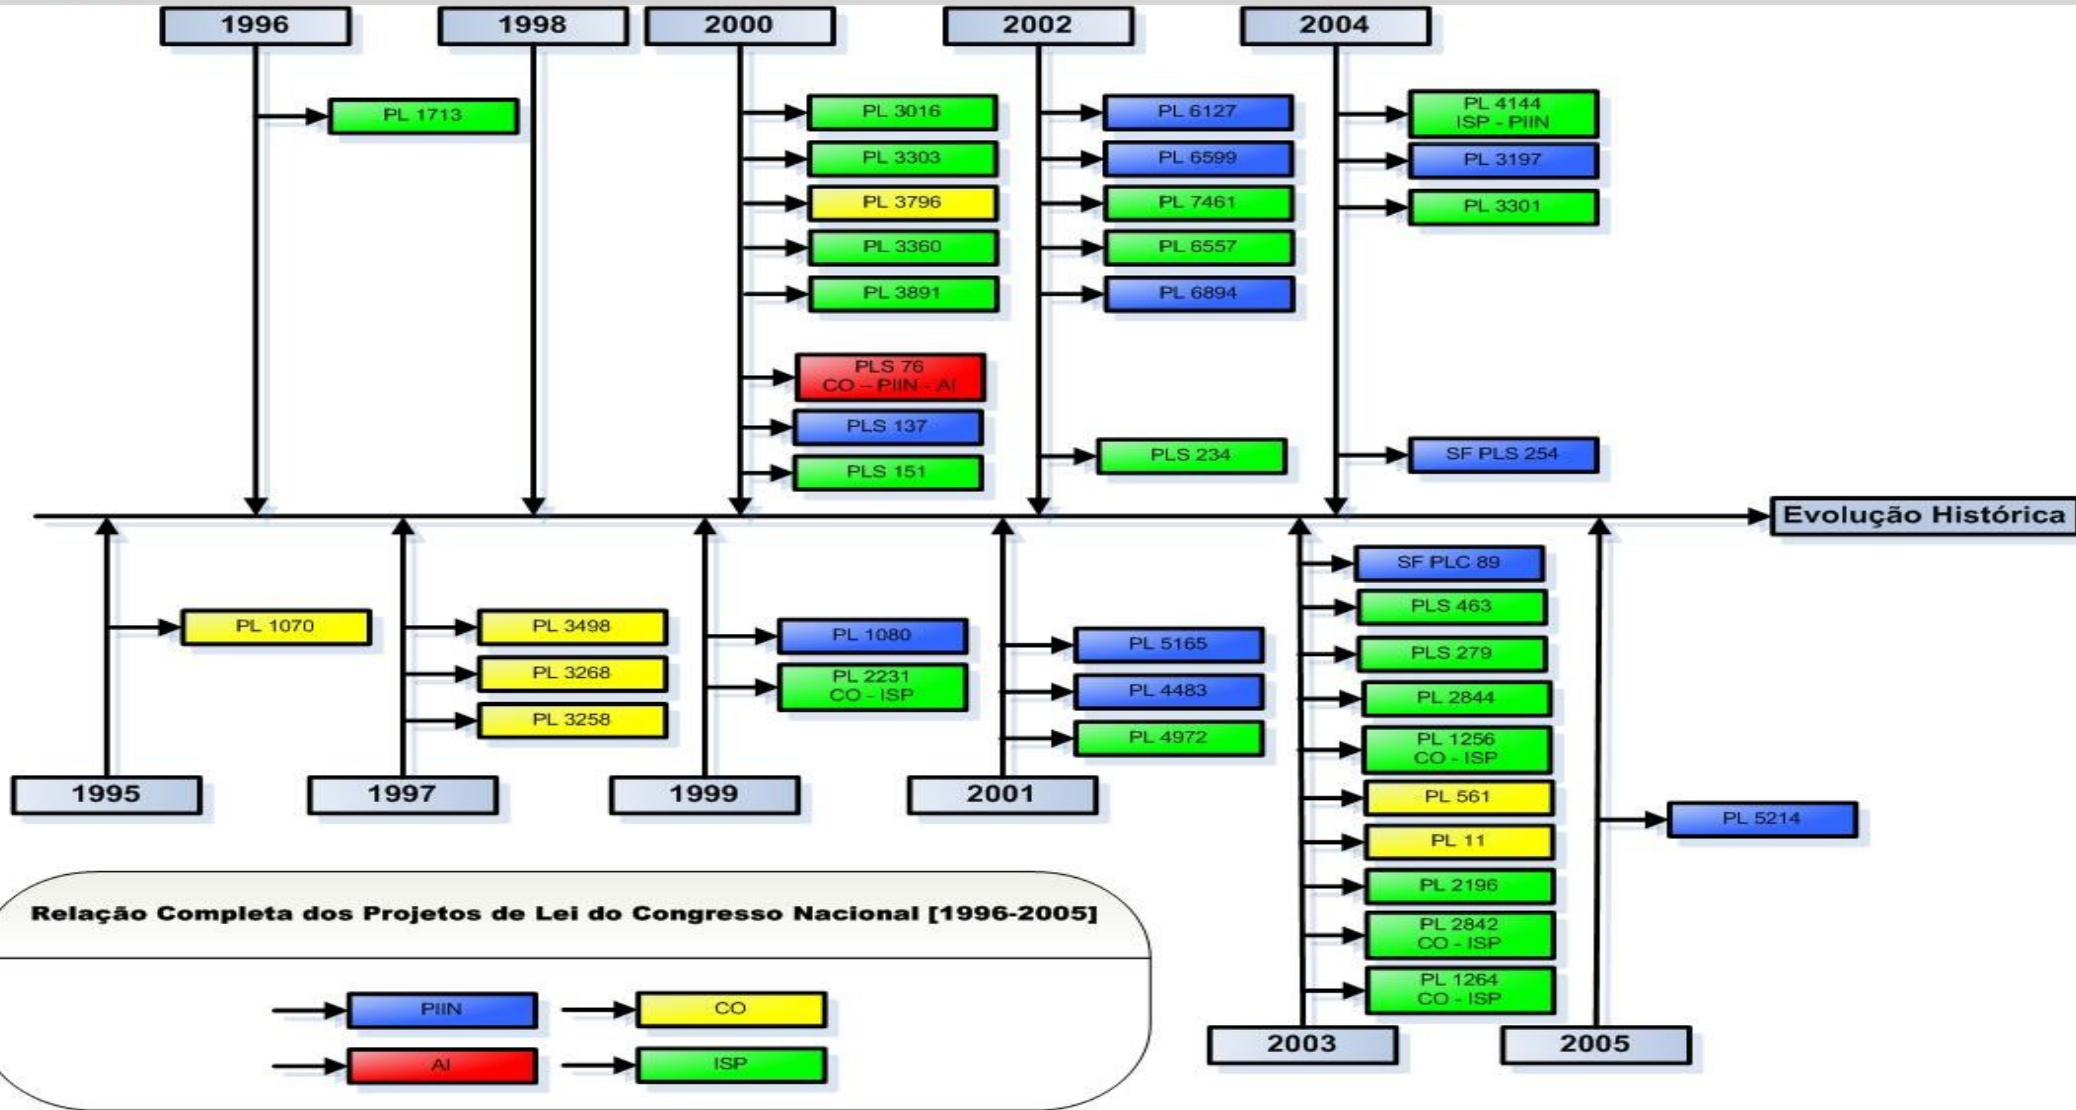 1996
1998
2000
2002
2004
PL 1713
PL 3016
PL 3303
PL 3796
PL 3360
PL 3891
PLS 76
CO – PIIN - AI
PLS 137
PLS 151
PL 6127
PL 6599
PL 7461
PL 6557
PL 6894
PLS 234
PL 4144
ISP - PIIN
PL 3197
PL 3301
SF PLS 254
Evolução Histórica
PL 1070
PL 3498
PL 3268
PL 3258
PL 1080
PL 2231
CO - ISP
PL 5165
PL 4483
PL 4972
SF PLC 89
PLS 463
PLS 279
PL 2844
PL 1256
CO - ISP
PL 561
PL 11
PL 2196
PL 2842
CO - ISP
PL 1264
CO - ISP
PL 5214
1995
1997
1999
2001
2003
2005
Relação Completa dos Projetos de Lei do Congresso Nacional [1996-2005]
PIIN
CO
AI
ISP